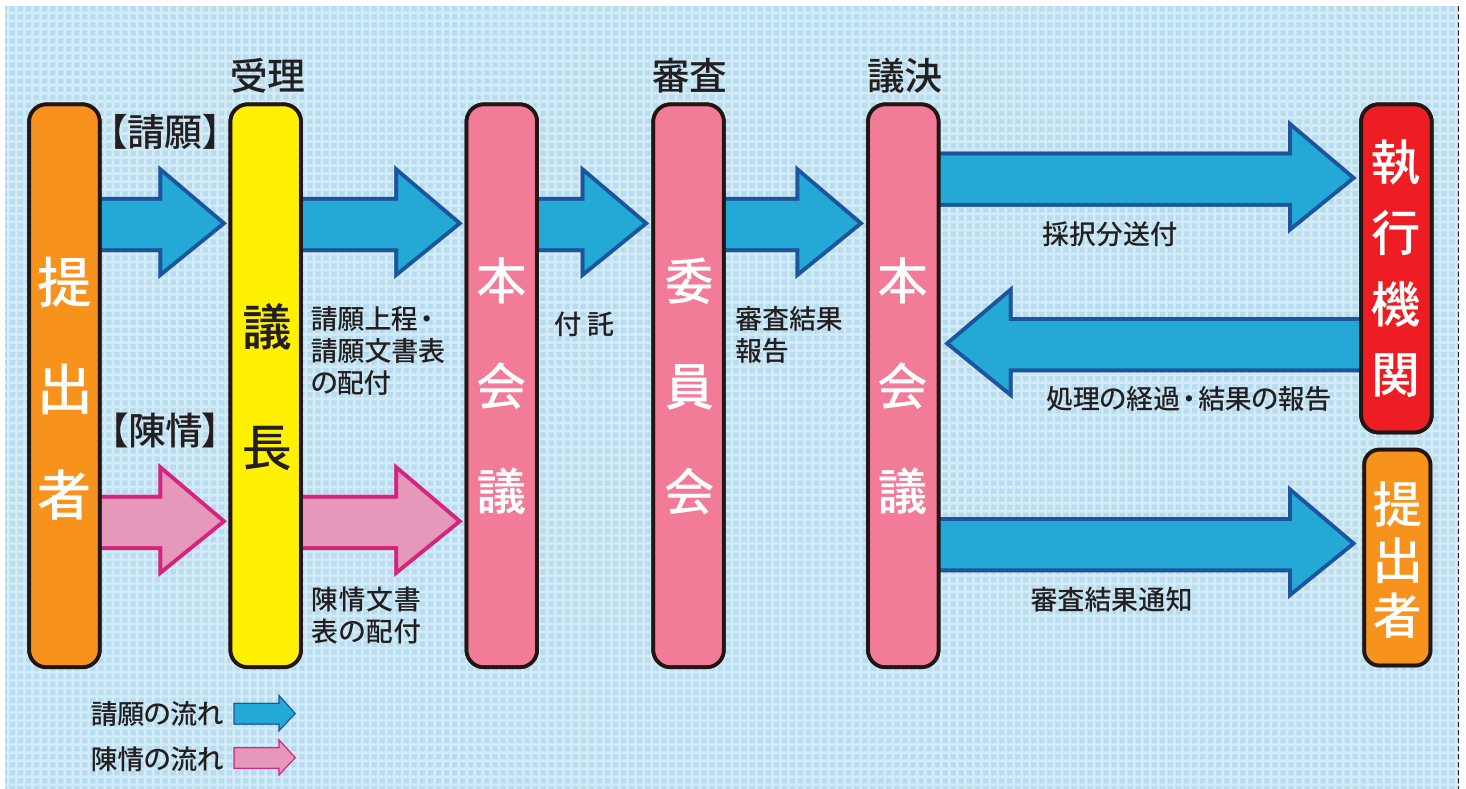 受理
審査
議決
提出者
【請願】
【陳情】
議長
請願上程・
請願文書表
の配付
陳情文書
表の配付
本会議
付託
委員会
審査結果
報告
本会議
採択分送付
処理の経過・結果の報告
審査結果通知
執行機関
提出者
請願の流れ
陳情の流れ